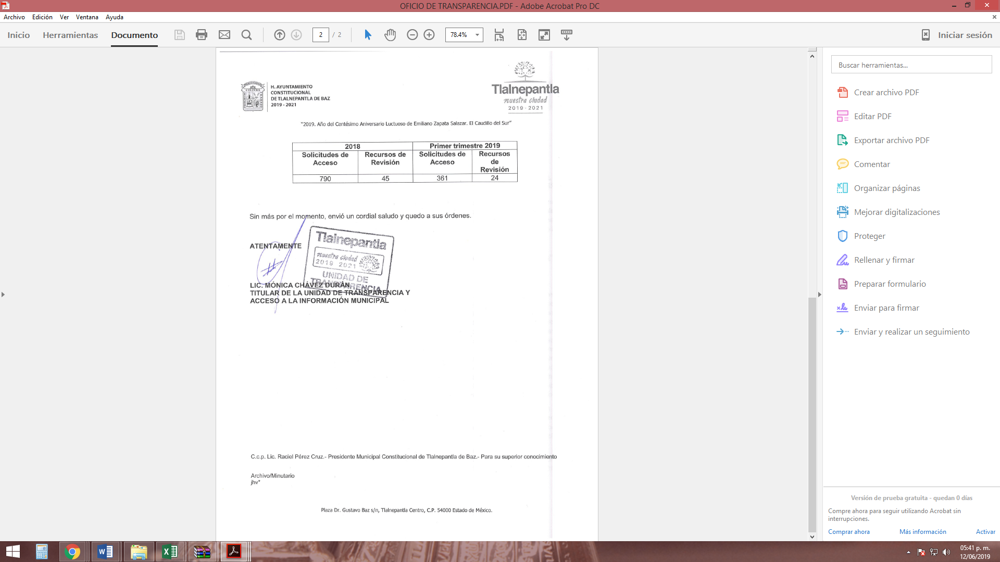 OFICIO DE TRANSPARENCIA.PDF - Adobe Acrobat Pro DC
Archivo Edición Ver Ventana Ayuda
Inicio Herramientas Documento 2 / 2 78.4% Iniciar sesión
H. AYUNTAMIENTO
CONSTITUCIONAL
DE TLALNEPANTLA DE BAZ
2019 - 2021
Tlalnepantla
nuestra ciudad
2019 - 2021
"2019. Año del Centésimo Aniversario Luctuoso de Emiliano Zapata Salazar. El Caudillo del Sur"
2018 Primer trimestre 2019
Solicitudes de Acceso Recursos de Revisión Solicitudes de Acceso Recursos de Revisión
790 45 361 24
Sin más por el momento, envió un cordial saludo y quedo a sus órdenes.
ATENTAMENTE
Tlalnepantla
nuestra ciudad
2019 2021
UNIDAD DE
TRANSPARENCIA
LIC. MÓNICA CHÁVEZ DURÁN
TITULAR DE LA UNIDAD DE TRANSPARENCIA Y
ACCESO A LA INFORMACIÓN MUNICIPAL
C.c.p. Lic. Raciel Pérez Cruz.- Presidente Municipal Constitucional de Tlalnepantla de Baz.- Para su superior conocimiento
Archivo/Minutario
jhv*
Plaza Dr. Gustavo Baz s/n, Tlalnepantla Centro, C.P. 54000 Estado de México.
Buscar herramientas...
Crear archivo PDF
Editar PDF
Exportar archivo PDF
Comentar
Organizar páginas
Mejorar digitalizaciones
Proteger
Rellenar y firmar
Preparar formulario
Enviar para firmar
Enviar y realizar un seguimiento
Versión de prueba gratuita - quedan 0 días
Compre ahora para seguir utilizando Acrobat sin
interrupciones.
Comprar ahora Más información Activar
05:41 p. m.
12/06/2019